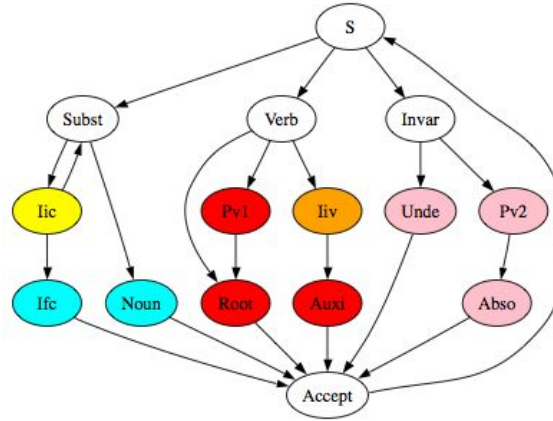 S
Subst Verb Invar
Iic Pv1 Iiv Unde Pv2
Ifc Noun Root Auxi Abso
Accept